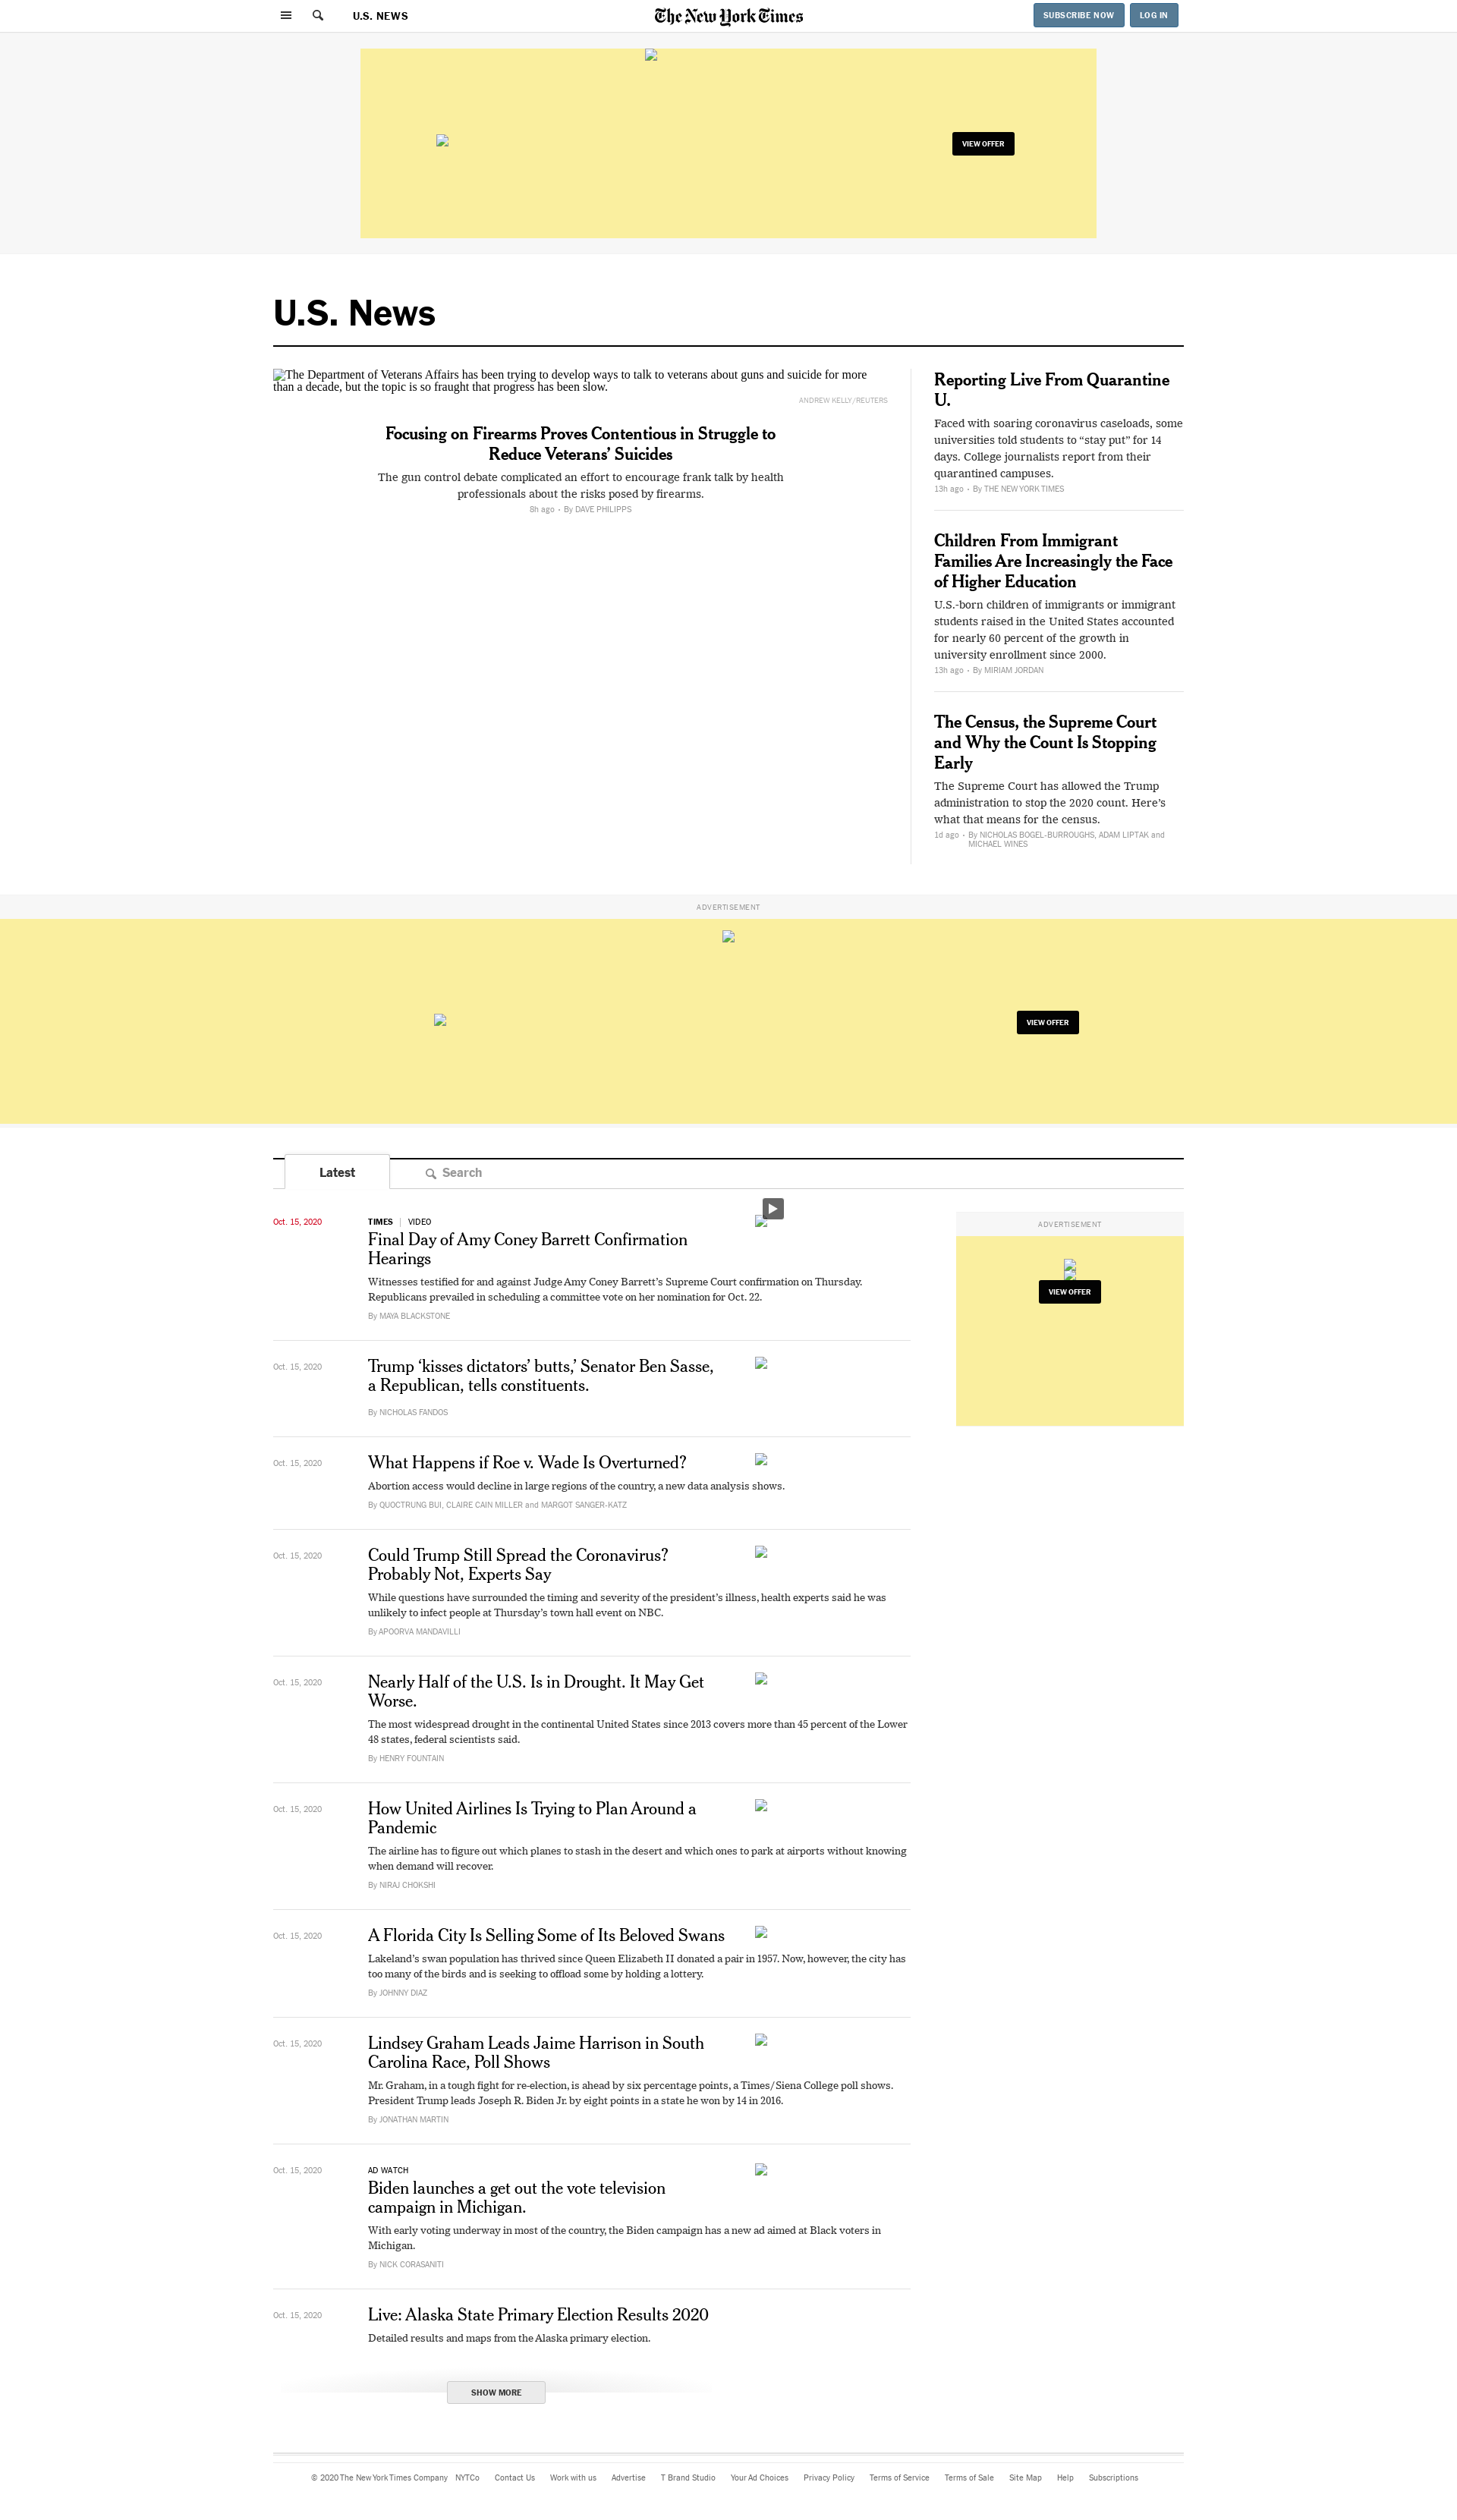 U.S. NEWS
The New York Times
SUBSCRIBE NOW
LOG IN
VIEW OFFER
U.S. News
The Department of Veterans Affairs has been trying to develop ways to talk to veterans about guns and suicide for more
than a decade, but the topic is so fraught that progress has been slow.
ANDREW KELLY/REUTERS
Focusing on Firearms Proves Contentious in Struggle to
Reduce Veterans’ Suicides
The gun control debate complicated an effort to encourage frank talk by health
professionals about the risks posed by firearms.
8h ago • By DAVE PHILIPPS
Reporting Live From Quarantine
U.
Faced with soaring coronavirus caseloads, some
universities told students to “stay put” for 14
days. College journalists report from their
quarantined campuses.
13h ago • By THE NEW YORK TIMES
Children From Immigrant
Families Are Increasingly the Face
of Higher Education
U.S.-born children of immigrants or immigrant
students raised in the United States accounted
for nearly 60 percent of the growth in
university enrollment since 2000.
13h ago • By MIRIAM JORDAN
The Census, the Supreme Court
and Why the Count Is Stopping
Early
The Supreme Court has allowed the Trump
administration to stop the 2020 count. Here’s
what that means for the census.
1d ago • By NICHOLAS BOGEL-BURROUGHS, ADAM LIPTAK and
MICHAEL WINES
ADVERTISEMENT
VIEW OFFER
Latest
Search
Oct. 15, 2020
TIMES | VIDEO
Final Day of Amy Coney Barrett Confirmation
Hearings
Witnesses testified for and against Judge Amy Coney Barrett’s Supreme Court confirmation on Thursday.
Republicans prevailed in scheduling a committee vote on her nomination for Oct. 22.
By MAYA BLACKSTONE
ADVERTISEMENT
VIEW OFFER
Oct. 15, 2020
Trump ‘kisses dictators’ butts,’ Senator Ben Sasse,
a Republican, tells constituents.
By NICHOLAS FANDOS
Oct. 15, 2020
What Happens if Roe v. Wade Is Overturned?
Abortion access would decline in large regions of the country, a new data analysis shows.
By QUOCTRUNG BUI, CLAIRE CAIN MILLER and MARGOT SANGER-KATZ
Oct. 15, 2020
Could Trump Still Spread the Coronavirus?
Probably Not, Experts Say
While questions have surrounded the timing and severity of the president’s illness, health experts said he was
unlikely to infect people at Thursday’s town hall event on NBC.
By APOORVA MANDAVILLI
Oct. 15, 2020
Nearly Half of the U.S. Is in Drought. It May Get
Worse.
The most widespread drought in the continental United States since 2013 covers more than 45 percent of the Lower
48 states, federal scientists said.
By HENRY FOUNTAIN
Oct. 15, 2020
How United Airlines Is Trying to Plan Around a
Pandemic
The airline has to figure out which planes to stash in the desert and which ones to park at airports without knowing
when demand will recover.
By NIRAJ CHOKSHI
Oct. 15, 2020
A Florida City Is Selling Some of Its Beloved Swans
Lakeland’s swan population has thrived since Queen Elizabeth II donated a pair in 1957. Now, however, the city has
too many of the birds and is seeking to offload some by holding a lottery.
By JOHNNY DIAZ
Oct. 15, 2020
Lindsey Graham Leads Jaime Harrison in South
Carolina Race, Poll Shows
Mr. Graham, in a tough fight for re-election, is ahead by six percentage points, a Times/Siena College poll shows.
President Trump leads Joseph R. Biden Jr. by eight points in a state he won by 14 in 2016.
By JONATHAN MARTIN
Oct. 15, 2020
AD WATCH
Biden launches a get out the vote television
campaign in Michigan.
With early voting underway in most of the country, the Biden campaign has a new ad aimed at Black voters in
Michigan.
By NICK CORASANITI
Oct. 15, 2020
Live: Alaska State Primary Election Results 2020
Detailed results and maps from the Alaska primary election.
SHOW MORE
© 2020 The New York Times Company NYTCo Contact Us Work with us Advertise T Brand Studio Your Ad Choices Privacy Policy Terms of Service Terms of Sale Site Map Help Subscriptions